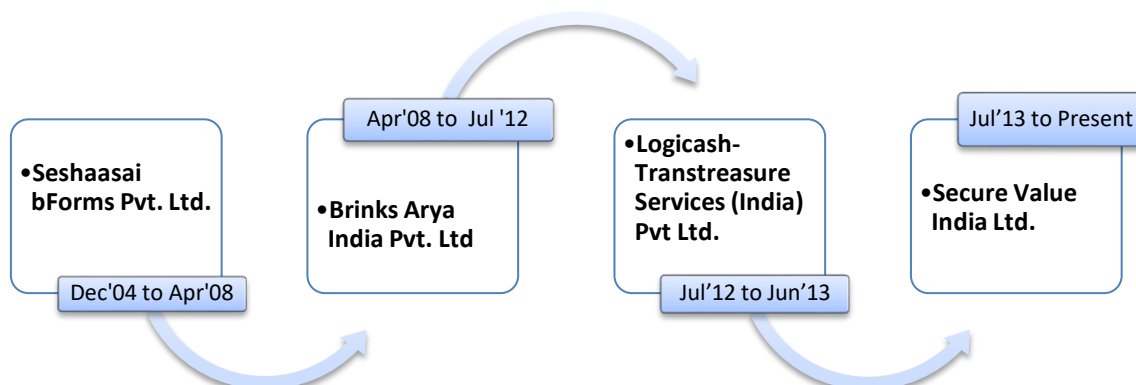 •Seshaasai
bForms Pvt. Ltd.
Dec'04 to Apr'08
Apr'08 to  Jul '12
•Brinks Arya
India Pvt. Ltd
•Logicash-
Transtreasure
Services (India)
Pvt Ltd.
Jul’12 to Jun’13
Jul’13 to Present
•Secure Value
India Ltd.